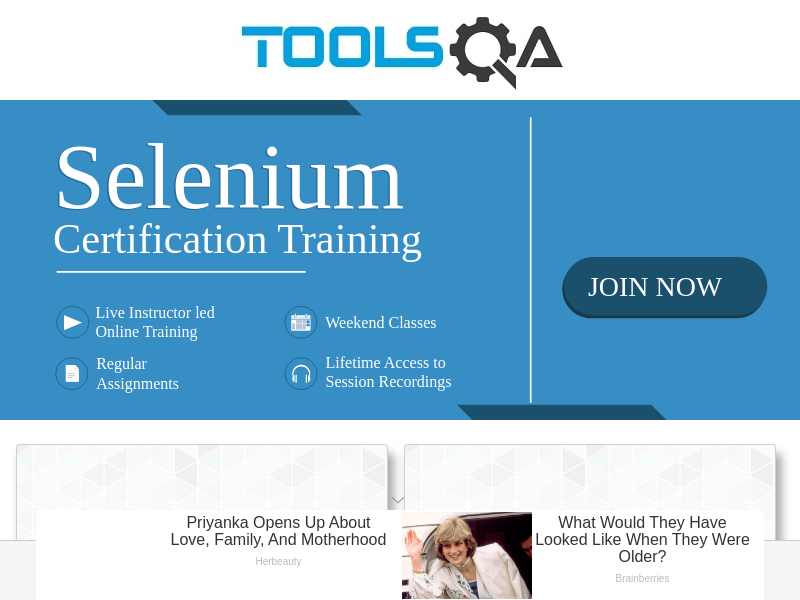 TOOLSQA
Selenium
Certification Training
Live Instructor led
Online Training
Weekend Classes
Regular
Assignments
Lifetime Access to
Session Recordings
JOIN NOW
Priyanka Opens Up About
Love, Family, And Motherhood
Herbeauty
What Would They Have
Looked Like When They Were
Older?
Brainberries